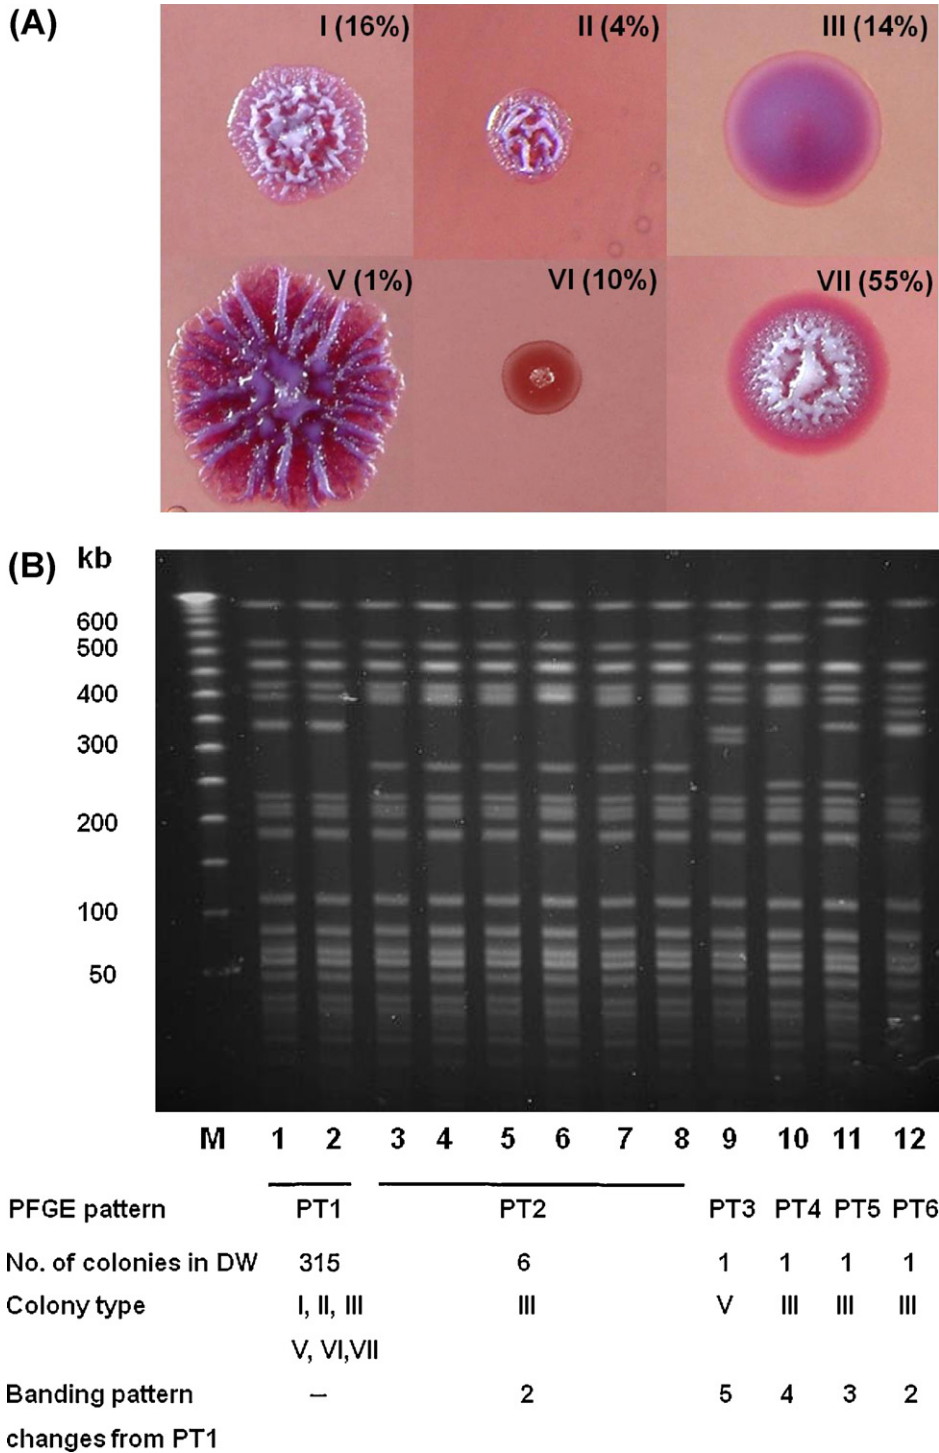 (A)
I (16%) II (4%) III (14%)
V (1%) VI (10%) VII (55%)
(B) kb
600
500
400
300
200
100
50
M 1 2 3 4 5 6 7 8 9 10 11 12
PFGE pattern PT1 PT2 PT3 PT4 PT5 PT6
No. of colonies in DW 315 6 1 1 1 1
Colony type I, II, III III V III III III
V, VI,VII
Banding pattern – 2 5 4 3 2
changes from PT1